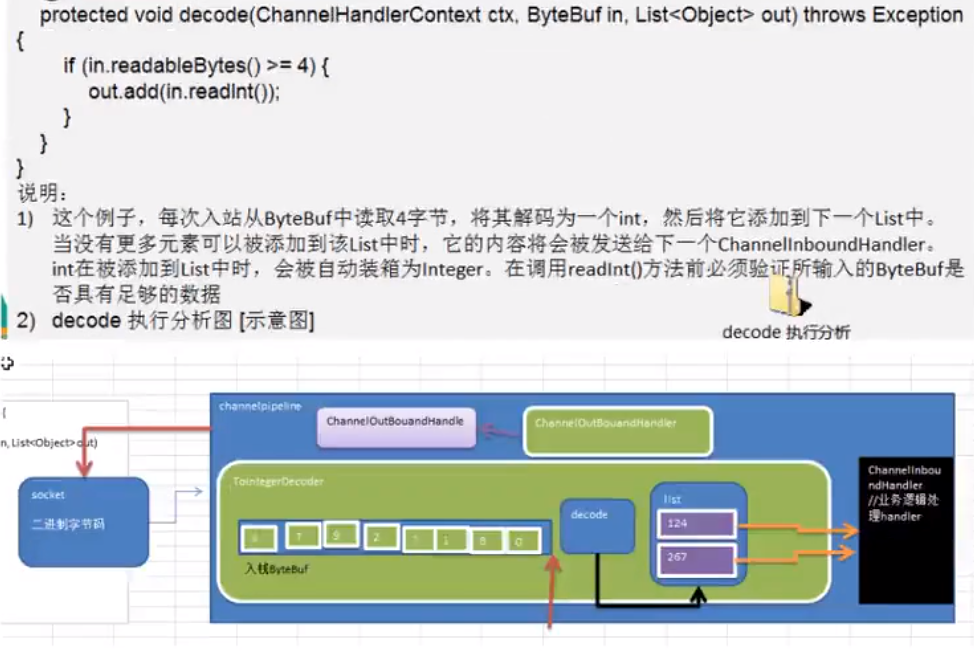 protected void decode(ChannelHandlerContext ctx, ByteBuf in, List<Object> out) throws Exception
{
if (in.readableBytes() >= 4) {
out.add(in.readInt());
}
}
}
说明：
1) 这个例子，每次入站从ByteBuf中读取4字节，将其解码为一个int，然后将它添加到下一个List中。
当没有更多元素可以被添加到该List中时，它的内容将会被发送给下一个ChannelInboundHandler。
int在被添加到List中时，会被自动装箱为Integer。在调用readInt()方法前必须验证所输入的ByteBuf是
否具有足够的数据
2) decode 执行分析图 [示意图]
decode 执行分析
{
n, List<Object> out)
socket
二进制字节码
channelpipeline
ChannelOutBouandHandle
ChannelOutBouandHandler
ToIntegerDecoder
入栈ByteBuf
decode
list
124
267
ChannelInbou
ndHandler
//业务逻辑处
理handler